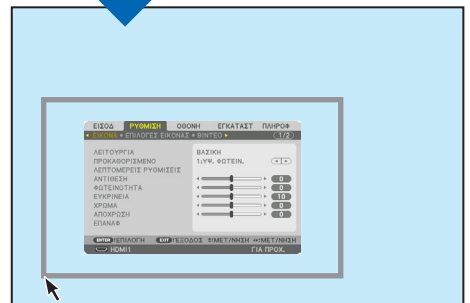 ΕΙΣΟΔ ΡΥΘΜΙΣΗ ΟΘΟΝΗ ΕΓΚΑΤΑΣΤ ΠΛΗΡΟΦ
• ΕΙΚΟΝΑ • ΕΠΙΛΟΓΕΣ ΕΙΚΟΝΑΣ • ΒΙΝΤΕΟ • (1/2)
ΛΕΙΤΟΥΡΓΙΑ ΒΑΣΙΚΗ
ΠΡΟΚΑΘΟΡΙΣΜΕΝΟ 1:ΥΨ. ΦΩΤΕΙΝ.
ΛΕΠΤΟΜΕΡΕΙΣ ΡΥΘΜΙΣΕΙΣ
ΑΝΤΙΘΕΣΗ 0
ΦΩΤΕΙΝΟΤΗΤΑ 0
ΕΥΚΡΙΝΕΙΑ 10
ΧΡΩΜΑ 0
ΑΠΟΧΡΩΣΗ 0
ΕΠΑΝΑΦ
ENTER :ΕΠΙΛΟΓΗ EXIT :ΕΞΟΔΟΣ ↕:ΜΕΤ/ΝΗΣΗ ↔:ΜΕΤ/ΝΗΣΗ
HDMI1 ΓΙΑ ΠΡΟΧ.